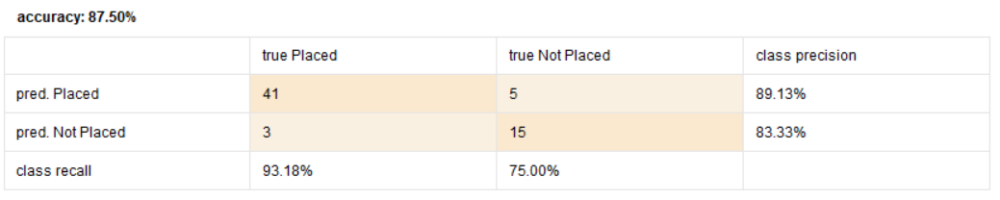 accuracy: 87.50%
true Placed true Not Placed class precision
pred. Placed 41 5 89.13%
pred. Not Placed 3 15 83.33%
class recall 93.18% 75.00%